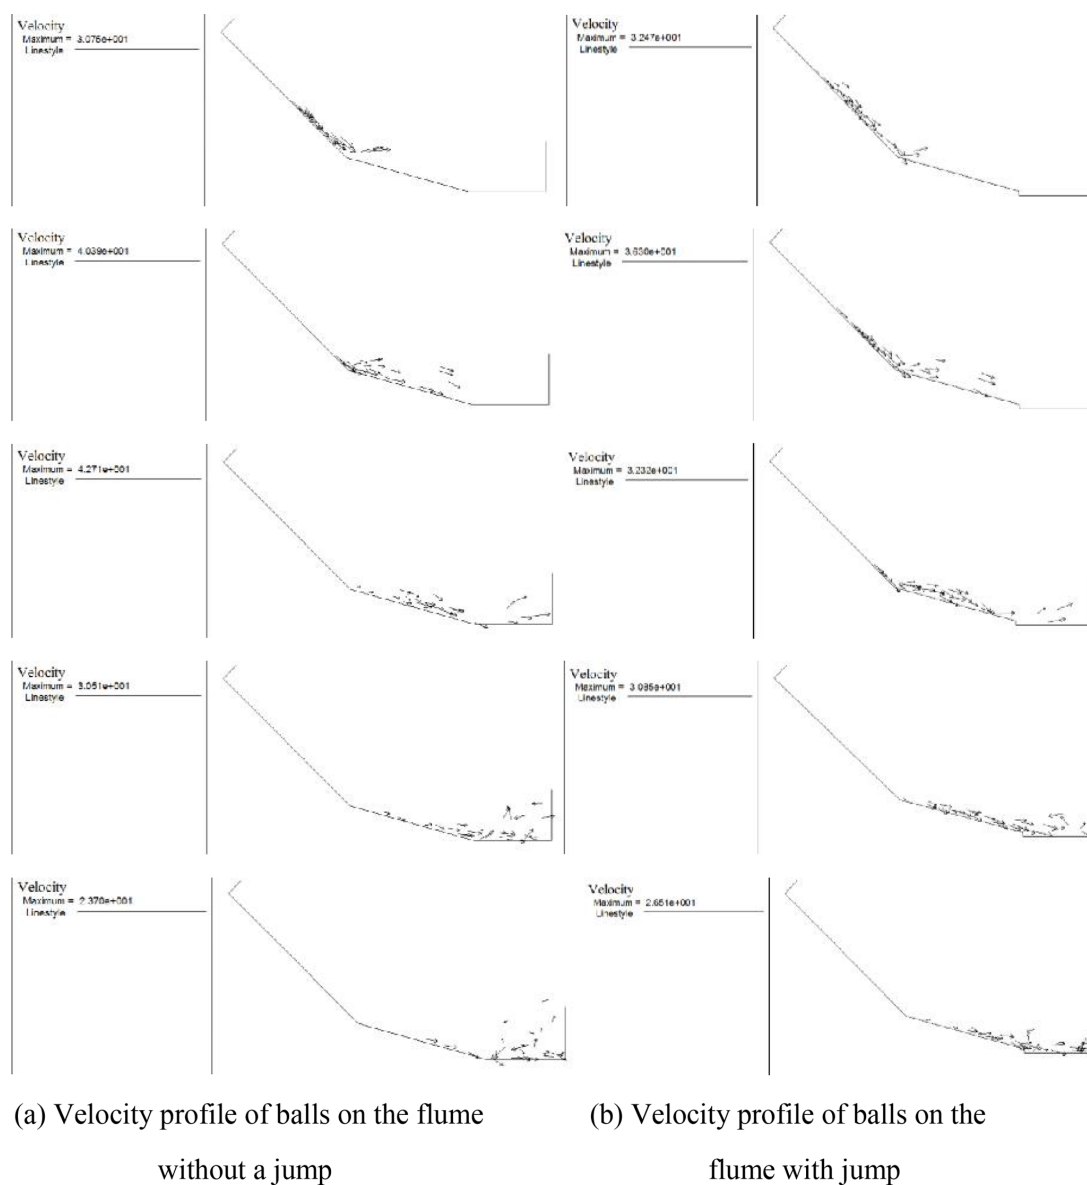 Velocity
Maximum = 3.075e+001
Linestyle
Velocity
Maximum = 3.247e+001
Linestyle
Velocity
Maximum = 4.039e+001
Linestyle
Velocity
Maximum = 3.630e+001
Linestyle
Velocity
Maximum = 4.271e+001
Linestyle
Velocity
Maximum = 3.232e+001
Linestyle
Velocity
Maximum = 3.051e+001
Linestyle
Velocity
Maximum = 3.085e+001
Linestyle
Velocity
Maximum = 2.370e+001
Linestyle
Velocity
Maximum = 2.651e+001
Linestyle
(a) Velocity profile of balls on the flume
without a jump
(b) Velocity profile of balls on the
flume with jump